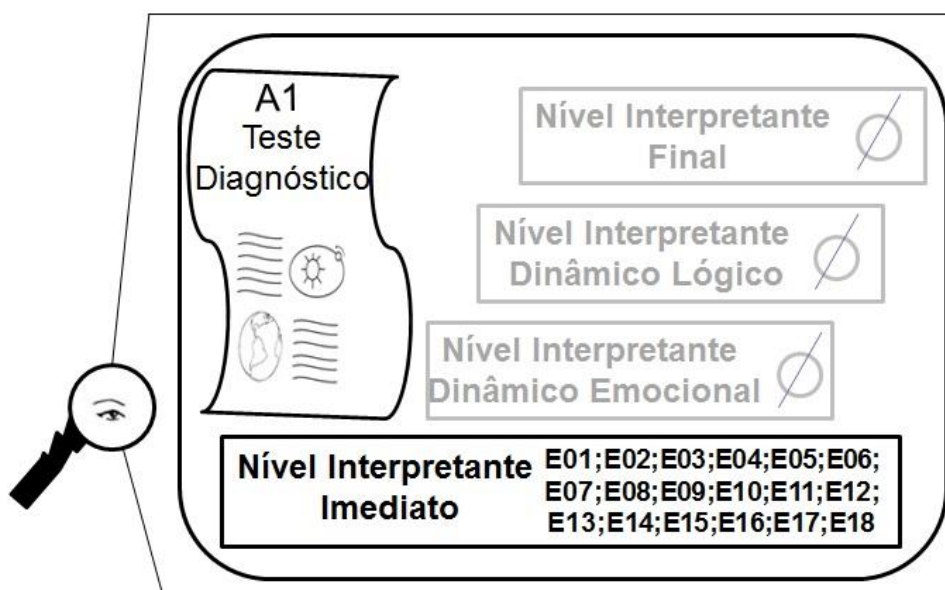 A1
Teste
Diagnóstico
Nível Interpretante
Final
Nível Interpretante
Dinâmico Lógico
Nível Interpretante
Dinâmico Emocional
Nível Interpretante
Imediato
E01;E02;E03;E04;E05;E06;
E07;E08;E09;E10;E11;E12;
E13;E14;E15;E16;E17;E18